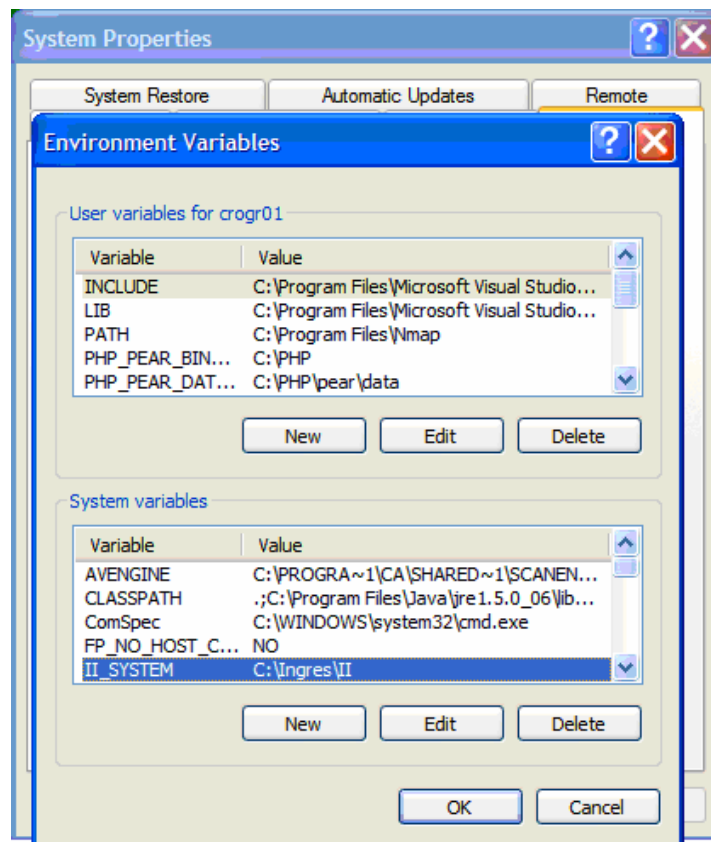 System Properties
System Restore Automatic Updates Remote
Environment Variables
User variables for crogr01
Variable Value
INCLUDE C:\Program Files\Microsoft Visual Studio...
LIB C:\Program Files\Microsoft Visual Studio...
PATH C:\Program Files\Nmap
PHP_PEAR_BIN... C:\PHP
PHP_PEAR_DAT... C:\PHP\pear\data
New Edit Delete
System variables
Variable Value
AVENGINE C:\PROGRA~1\CA\SHARED~1\SCANEN...
CLASSPATH .;C:\Program Files\Java\jre1.5.0_06\lib...
ComSpec C:\WINDOWS\system32\cmd.exe
FP_NO_HOST_C... NO
II_SYSTEM C:\Ingres\II
New Edit Delete
OK Cancel